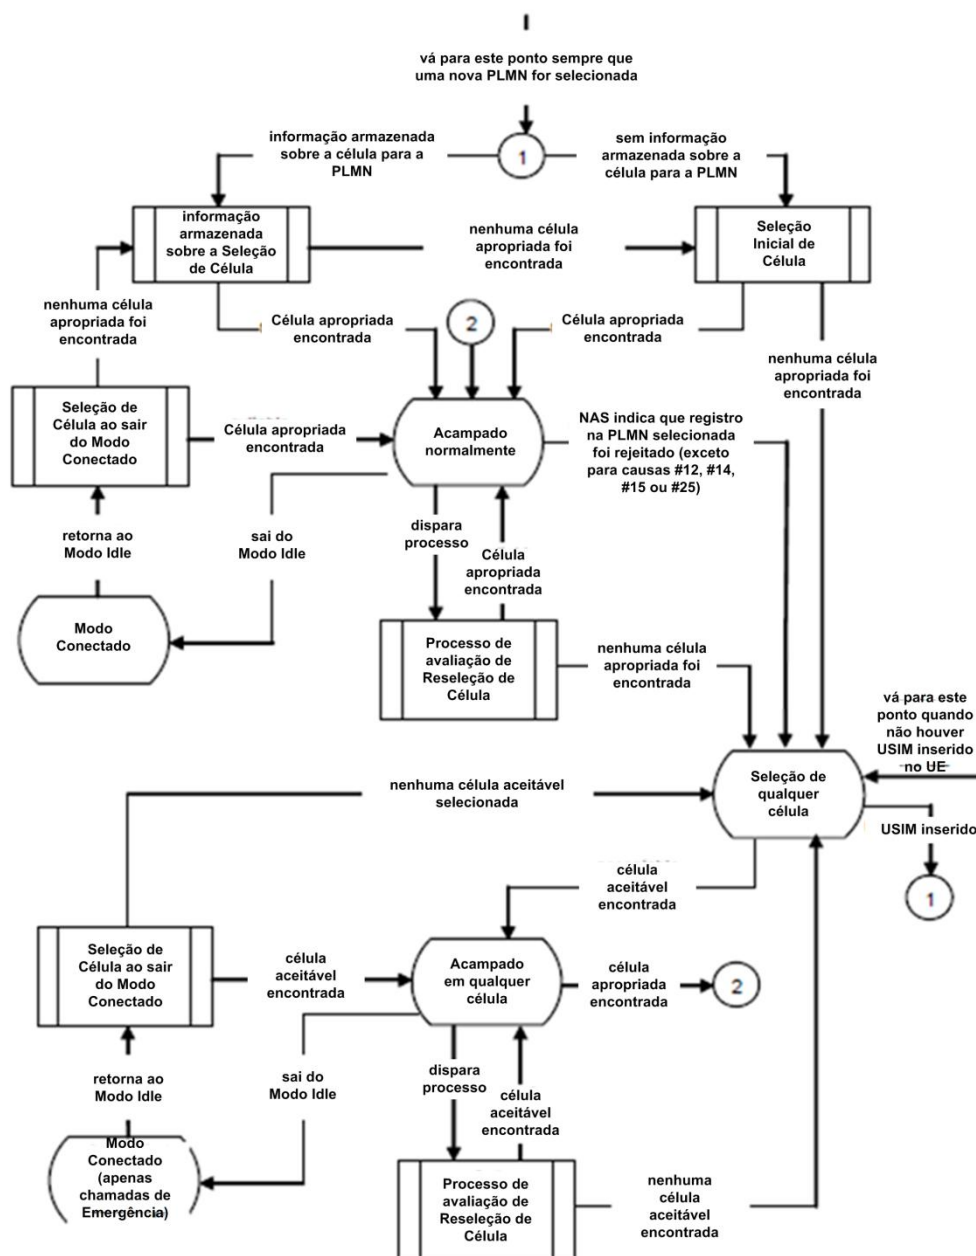 vá para este ponto sempre que
uma nova PLMN for selecionada
informação armazenada
sobre a célula para a
PLMN
1
sem informação
armazenada sobre a
célula para a PLMN
informação
armazenada
sobre a Seleção
de Célula
nenhuma célula
apropriada foi
encontrada
Seleção
Inicial de
Célula
nenhuma célula
apropriada foi
encontrada
Célula apropriada
encontrada
2
Célula apropriada
encontrada
nenhuma célula
apropriada foi
encontrada
Seleção de
Célula ao sair
do Modo
Conectado
Célula apropriada
encontrada
Acampado
normalmente
NAS indica que registro
na PLMN selecionada
foi rejeitado (exceto
para causas #12, #14,
#15 ou #25)
retorna ao
Modo Idle
sai do
Modo Idle
dispara
processo
Célula
apropriada
encontrada
Modo
Conectado
Processo de
avaliação de
Reseleção de
Célula
nenhuma célula
apropriada foi
encontrada
vá para este
ponto quando
não houver
USIM inserido
no UE
nenhuma célula aceitável
selecionada
Seleção de
qualquer
célula
USIM inserido
1
célula
aceitável
encontrada
Seleção de
Célula ao sair
do Modo
Conectado
célula
aceitável
encontrada
Acampado
em qualquer
célula
célula
apropriada
encontrada
2
retorna ao
Modo Idle
sai do
Modo Idle
dispara
processo
célula
aceitável
encontrada
Modo
Conectado
(apenas
chamadas de
Emergência)
Processo de
avaliação de
Reseleção de
Célula
nenhuma
célula
aceitável
encontrada